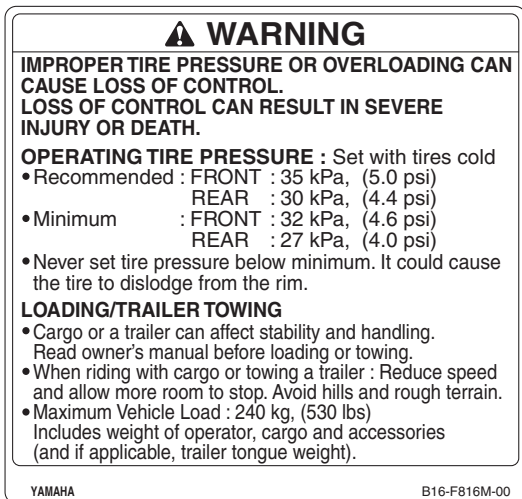 WARNING
IMPROPER TIRE PRESSURE OR OVERLOADING CAN
CAUSE LOSS OF CONTROL.
LOSS OF CONTROL CAN RESULT IN SEVERE
INJURY OR DEATH.
OPERATING TIRE PRESSURE : Set with tires cold
• Recommended : FRONT : 35 kPa, (5.0 psi)
REAR : 30 kPa, (4.4 psi)
• Minimum : FRONT : 32 kPa, (4.6 psi)
REAR : 27 kPa, (4.0 psi)
• Never set tire pressure below minimum. It could cause
the tire to dislodge from the rim.
LOADING/TRAILER TOWING
• Cargo or a trailer can affect stability and handling.
Read owner's manual before loading or towing.
• When riding with cargo or towing a trailer : Reduce speed
and allow more room to stop. Avoid hills and rough terrain.
• Maximum Vehicle Load : 240 kg, (530 lbs)
Includes weight of operator, cargo and accessories
(and if applicable, trailer tongue weight).
YAMAHA B16-F816M-00